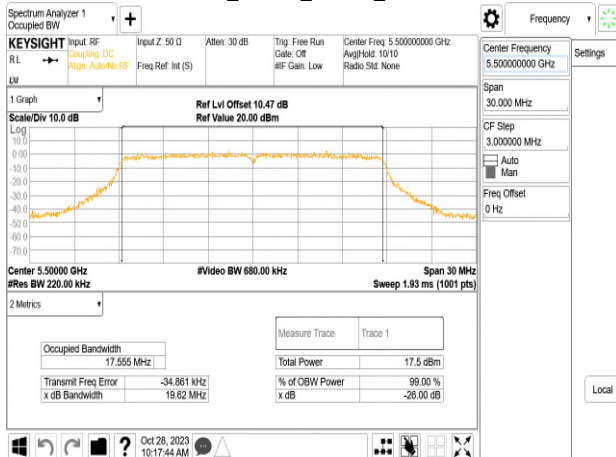 Spectrum Analyzer 1
Occupied BW
+
Frequency
KEYSIGHT
Input: RF
Coupling: DC
Align: Auto/No RF
Input Z: 50 Ω
Freq Ref: Int (S)
Atten: 30 dB
Trig: Free Run
Gate: Off
#IF Gain: Low
Center Freq: 5.500000000 GHz
Avg|Hold: 10/10
Radio Std: None
RL
LXI
Center Frequency
5.500000000 GHz
Settings
Span
30.000 MHz
CF Step
3.000000 MHz
Auto
Man
Freq Offset
0 Hz
Local
1 Graph
Scale/Div 10.0 dB
Ref Lvl Offset 10.47 dB
Ref Value 20.00 dBm
Log
10.0
0.00
-10.0
-20.0
-30.0
-40.0
-50.0
-60.0
-70.0
Center 5.50000 GHz
#Res BW 220.00 kHz
#Video BW 680.00 kHz
Span 30 MHz
Sweep 1.93 ms (1001 pts)
2 Metrics
Measure Trace Trace 1
Occupied Bandwidth
17.555 MHz
Total Power 17.5 dBm
Transmit Freq Error -34.861 kHz
% of OBW Power 99.00 %
x dB Bandwidth 19.62 MHz
x dB -26.00 dB
?
Oct 28, 2023
10:17:44 AM